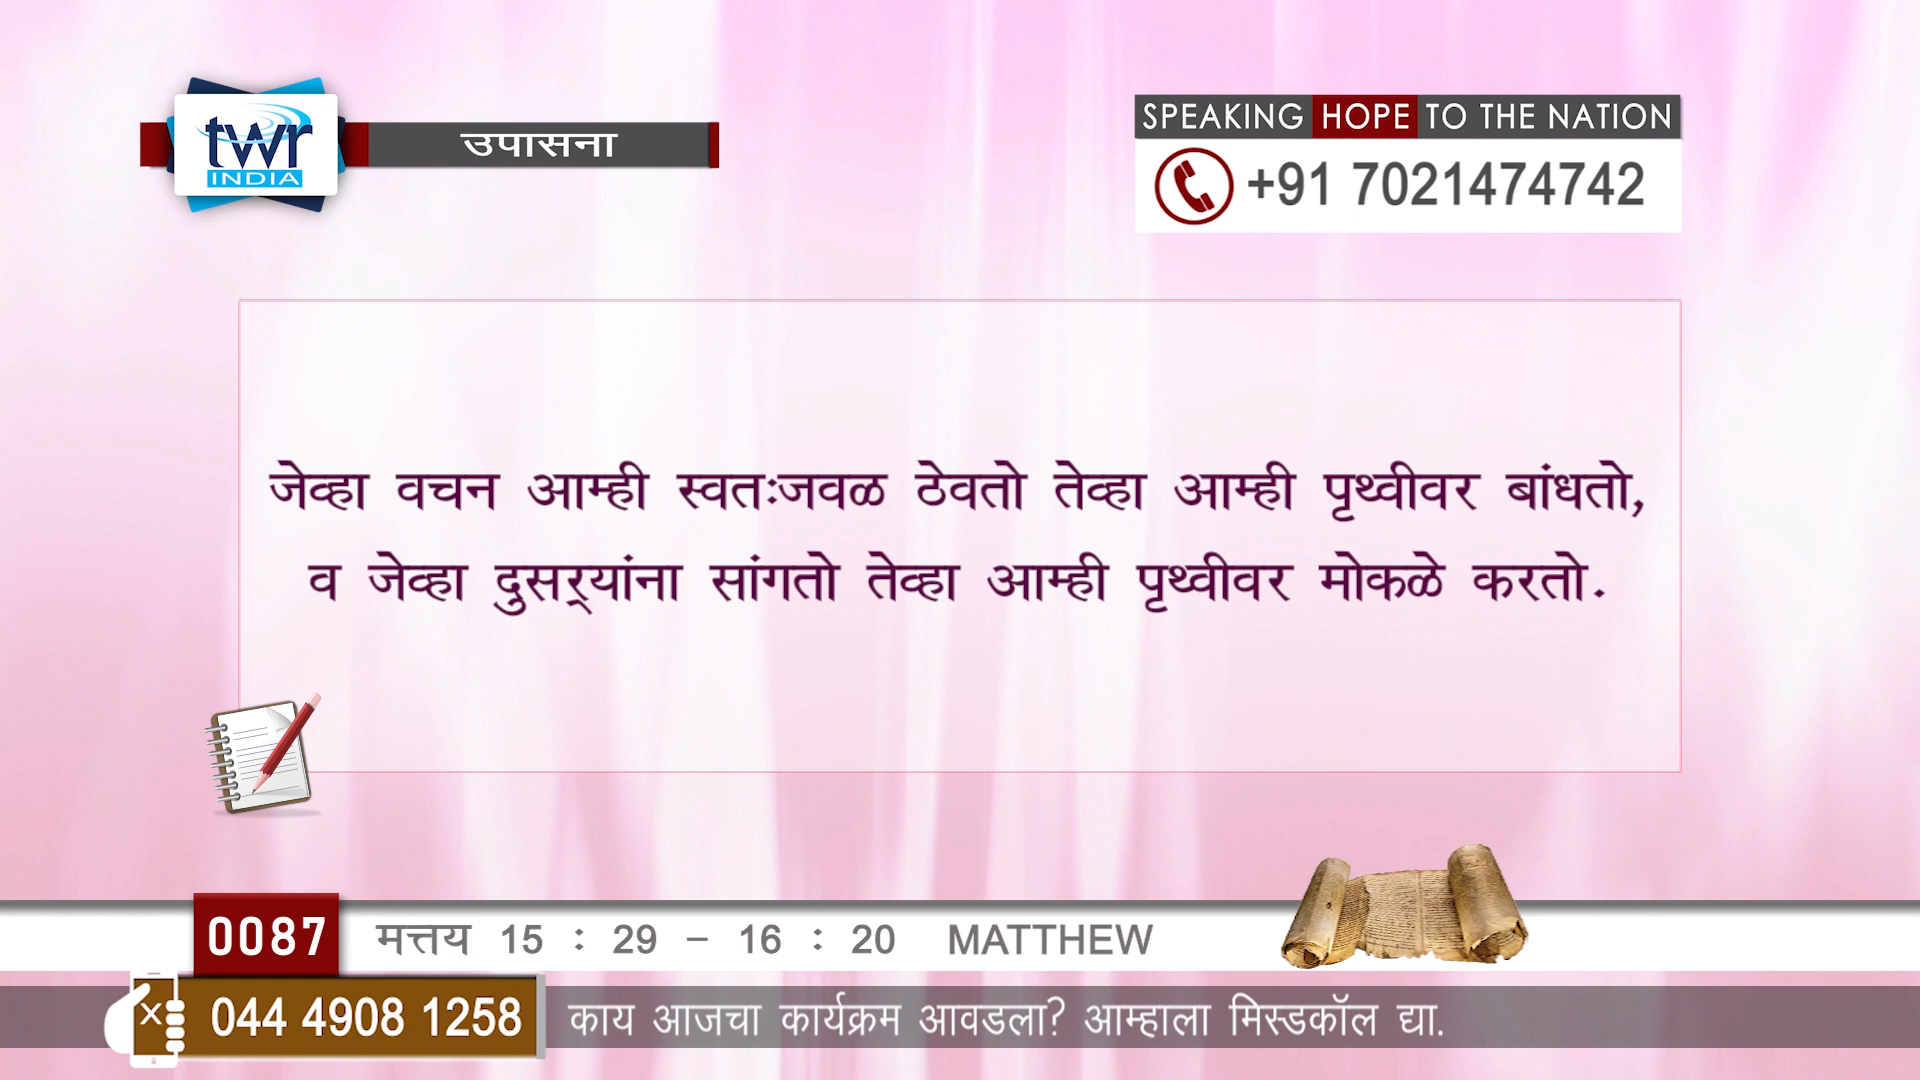 twr
INDIA
उपासना
SPEAKING HOPE TO THE NATION
+91 7021474742
जेव्हा वचन आम्ही स्वतःजवळ ठेवतो तेव्हा आम्ही पृथ्वीवर बांधतो,
व जेव्हा दुसर्‍यांना सांगतो तेव्हा आम्ही पृथ्वीवर मोकळे करतो.
0087 मत्तय 15 : 29 – 16 : 20 MATTHEW
044 4908 1258 काय आजचा कार्यक्रम आवडला? आम्हाला मिस्डकॉल द्या.